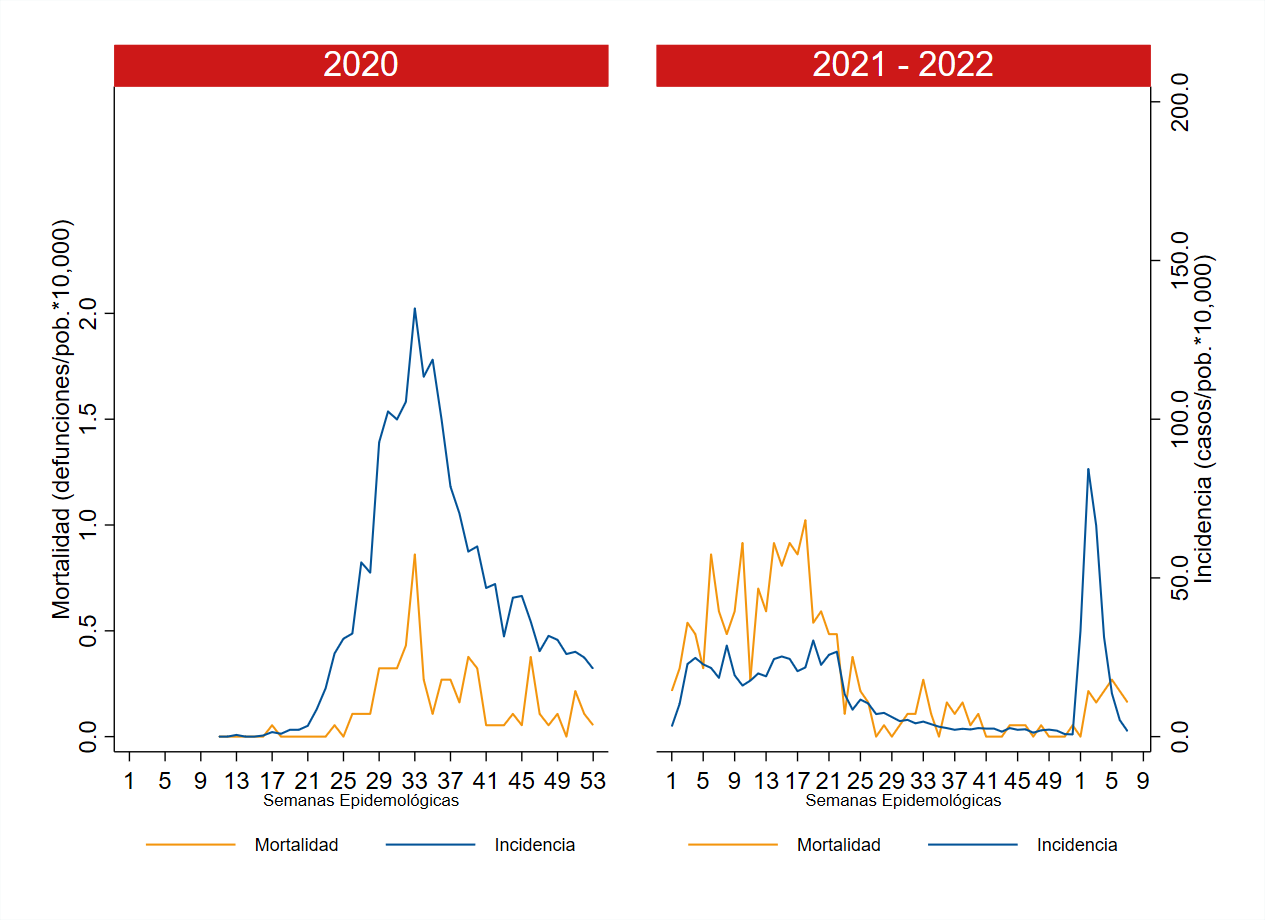 2020
2021 - 2022
Mortalidad (defunciones/pob.*10,000)
2.0
1.5
1.0
0.5
0.0
200.0
150.0
100.0
50.0
0.0
Incidencia (casos/pob.*10,000)
1 5 9 13 17 21 25 29 33 37 41 45 49 53
Semanas Epidemológicas
1 5 9 13 17 21 25 29 33 37 41 45 49 1 5 9
Semanas Epidemológicas
Mortalidad Incidencia
Mortalidad Incidencia